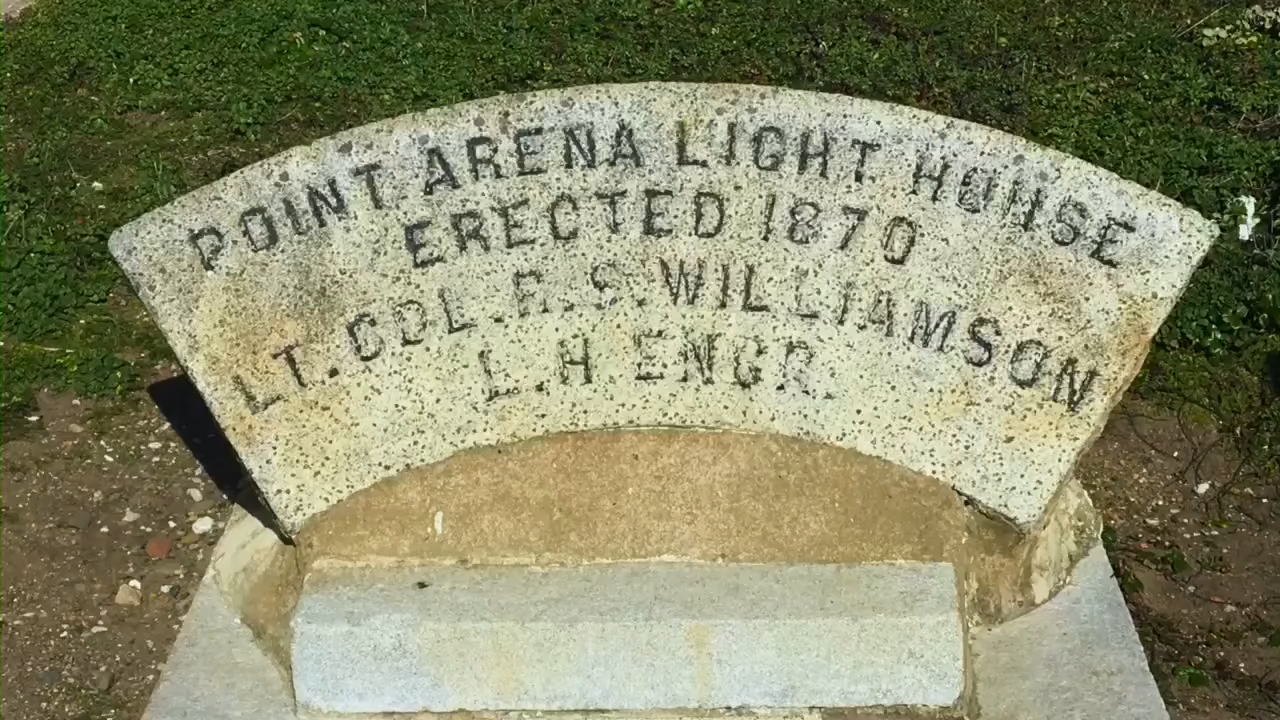 POINT ARENA LIGHT HOUSE
ERECTED 1870
LT. COL. R. S. WILLIAMSON
L. H ENGR.